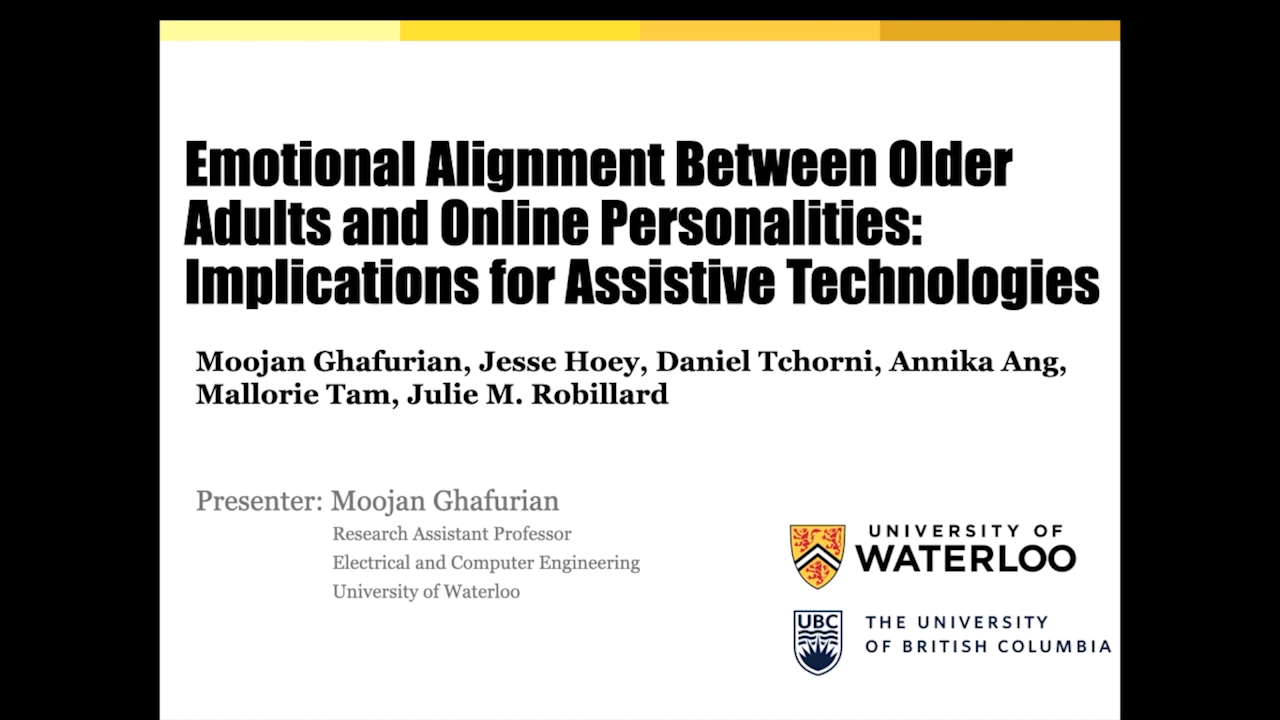 Emotional Alignment Between Older
Adults and Online Personalities:
Implications for Assistive Technologies
Moojan Ghafurian, Jesse Hoey, Daniel Tchorni, Annika Ang,
Mallorie Tam, Julie M. Robillard
Presenter: Moojan Ghafurian
Research Assistant Professor
Electrical and Computer Engineering
University of Waterloo
UNIVERSITY OF
WATERLOO
UBC
THE UNIVERSITY
OF BRITISH COLUMBIA